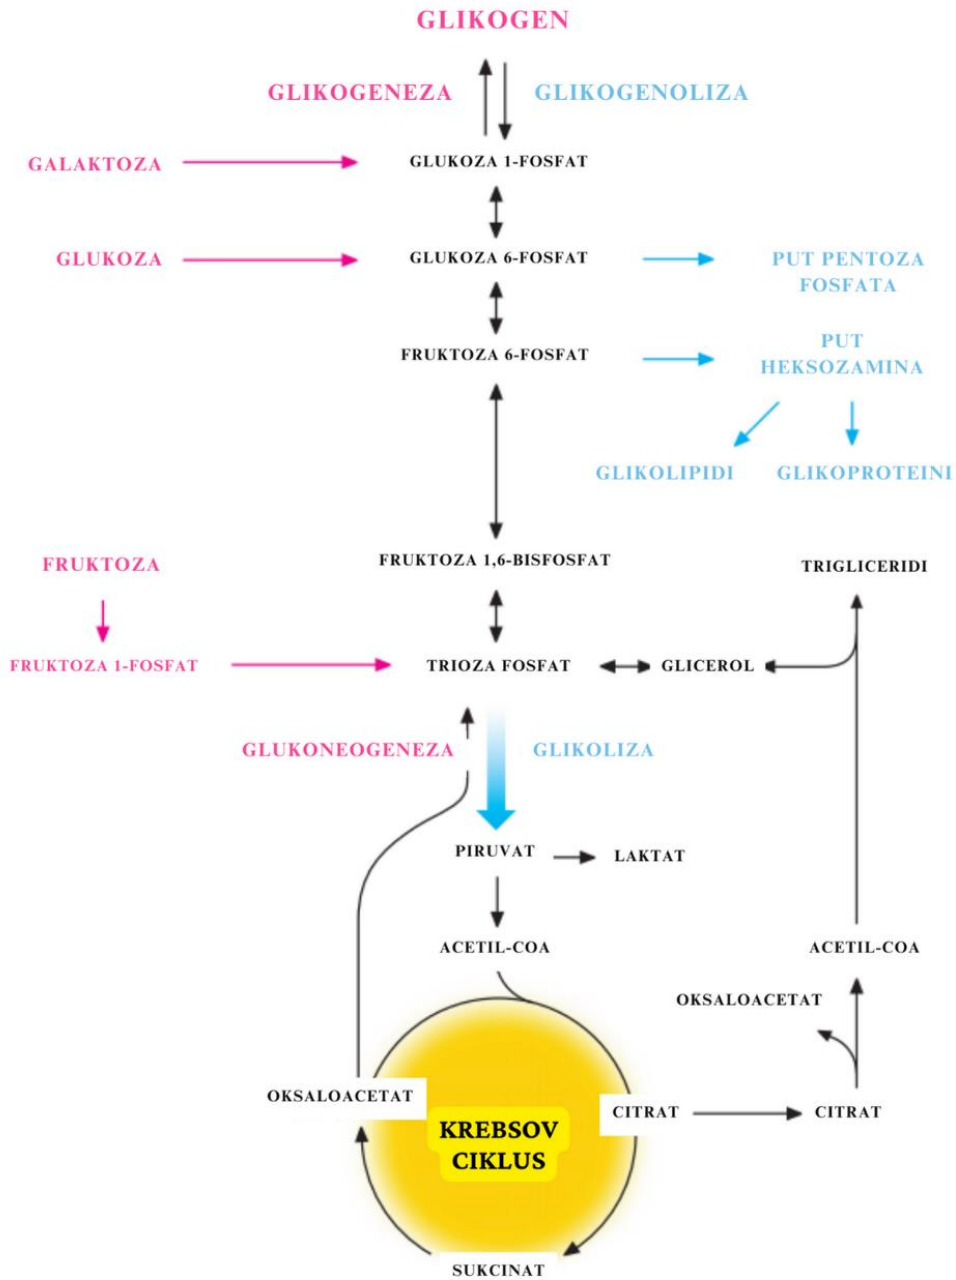 GLIKOGEN
GLIKOGENEZA
GLIKOGENOLIZA
GALAKTOZA
GLUKOZA 1-FOSFAT
GLUKOZA
GLUKOZA 6-FOSFAT
PUT PENTOZA
FOSFATA
FRUKTOZA 6-FOSFAT
PUT
HEKSOZAMINA
GLIKOLIPIDI
GLIKOPROTEINI
FRUKTOZA
FRUKTOZA 1,6-BISFOSFAT
TRIGLICERIDI
FRUKTOZA 1-FOSFAT
TRIOZA FOSFAT
GLICEROL
GLUKONEOGENEZA
GLIKOLIZA
PIRUVAT
LAKTAT
ACETIL-COA
ACETIL-COA
OKSALOACETAT
OKSALOACETAT
CITRAT
CITRAT
KREBSOV
CIKLUS
SUKCINAT